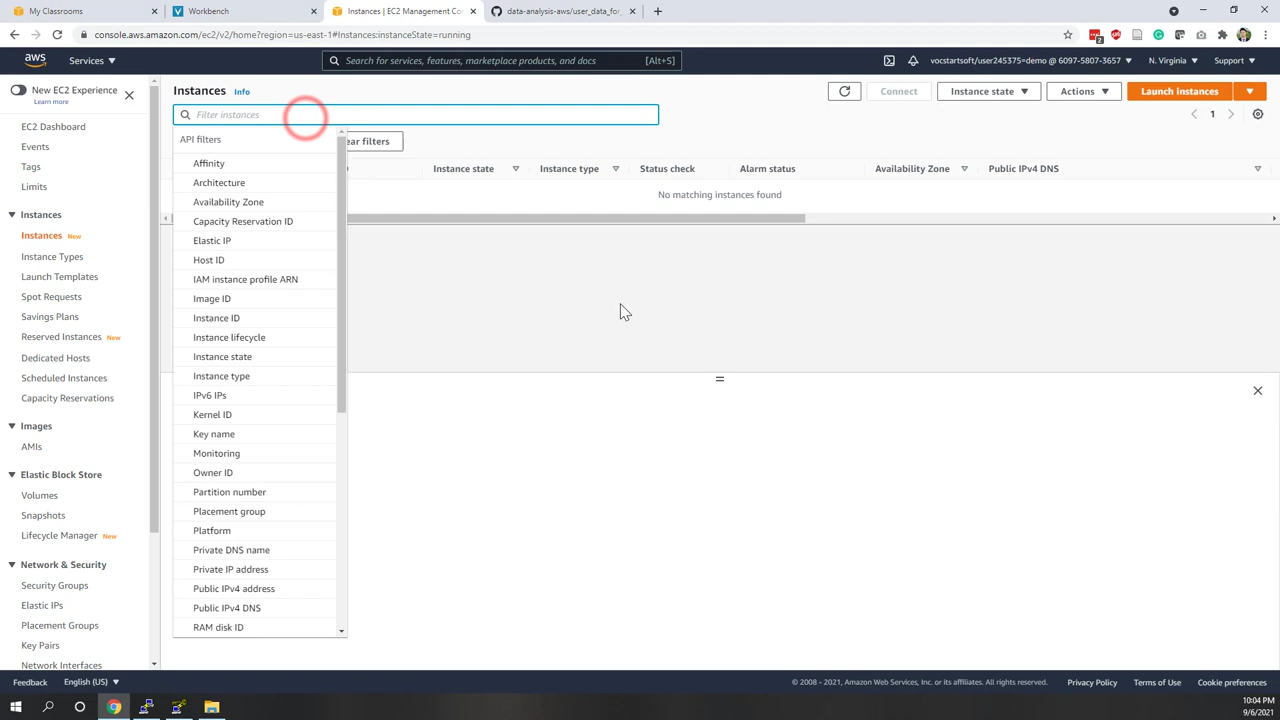 My Classrooms
Workbench
Instances | EC2 Management Co
data-analysis-aws/user_data_for_
console.aws.amazon.com/ec2/v2/home?region=us-east-1#Instances:instanceState=running
2
aws
Services
Search for services, features, marketplace products, and docs
[Alt+S]
vocstartsoft/user245375=demo @ 6097-5807-3657
N. Virginia
Support
New EC2 Experience
Learn more
EC2 Dashboard
Events
Tags
Limits
Instances
Instances New
Instance Types
Launch Templates
Spot Requests
Savings Plans
Reserved Instances New
Dedicated Hosts
Scheduled Instances
Capacity Reservations
Images
AMIs
Elastic Block Store
Volumes
Snapshots
Lifecycle Manager New
Network & Security
Security Groups
Elastic IPs
Placement Groups
Key Pairs
Network Interfaces
Instances Info
Connect
Instance state
Actions
Launch instances
Filter instances
1
ear filters
API filters
Affinity
Architecture
Availability Zone
Capacity Reservation ID
Elastic IP
Host ID
IAM instance profile ARN
Image ID
Instance ID
Instance lifecycle
Instance state
Instance type
IPv6 IPs
Kernel ID
Key name
Monitoring
Owner ID
Partition number
Placement group
Platform
Private DNS name
Private IP address
Public IPv4 address
Public IPv4 DNS
RAM disk ID
Instance state
Instance type
Status check
Alarm status
Availability Zone
Public IPv4 DNS
No matching instances found
Feedback
English (US)
© 2008 - 2021, Amazon Web Services, Inc. or its affiliates. All rights reserved.
Privacy Policy
Terms of Use
Cookie preferences
10:04 PM
9/6/2021